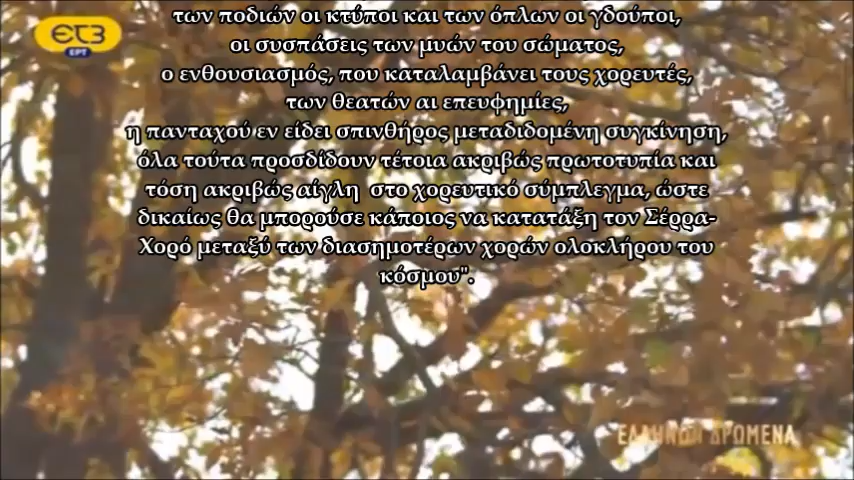 των ποδιών οι κτύποι και των όπλων οι γδούποι,
οι συσπάσεις των μυών του σώματος,
ο ενθουσιασμός, που καταλαμβάνει τους χορευτές,
των θεατών αι επευφημίες,
η πανταχού εν είδει σπινθήρος μεταδιδομένη συγκίνηση,
όλα τούτα προσδίδουν τέτοια ακριβώς πρωτοτυπία και
τόση ακριβώς αίγλη στο χορευτικό σύμπλεγμα, ώστε
δικαίως θα μπορούσε κάποιος να κατατάξη τον Σέρρα-
Χορό μεταξύ των διασημοτέρων χορών ολοκλήρου του
κόσμου".
ΕΤ3
ΕΡΤ
ΕΛΛΗΝΩΝ ΔΡΩΜΕΝΑ